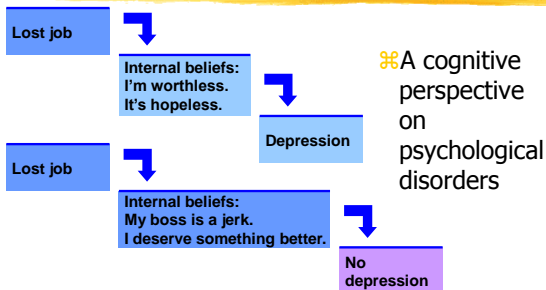 Lost job
Internal beliefs:
I'm worthless.
It's hopeless.
Depression
Lost job
Internal beliefs:
My boss is a jerk.
I deserve something better.
No
depression
⌘A cognitive
perspective
on
psychological
disorders